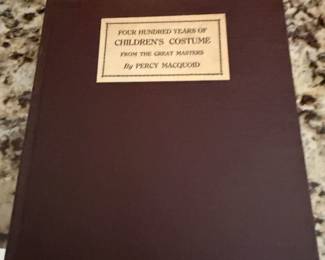 FOUR HUNDRED YEARS OF
CHILDREN'S COSTUME
FROM THE GREAT MASTERS
By PERCY MACQUOID